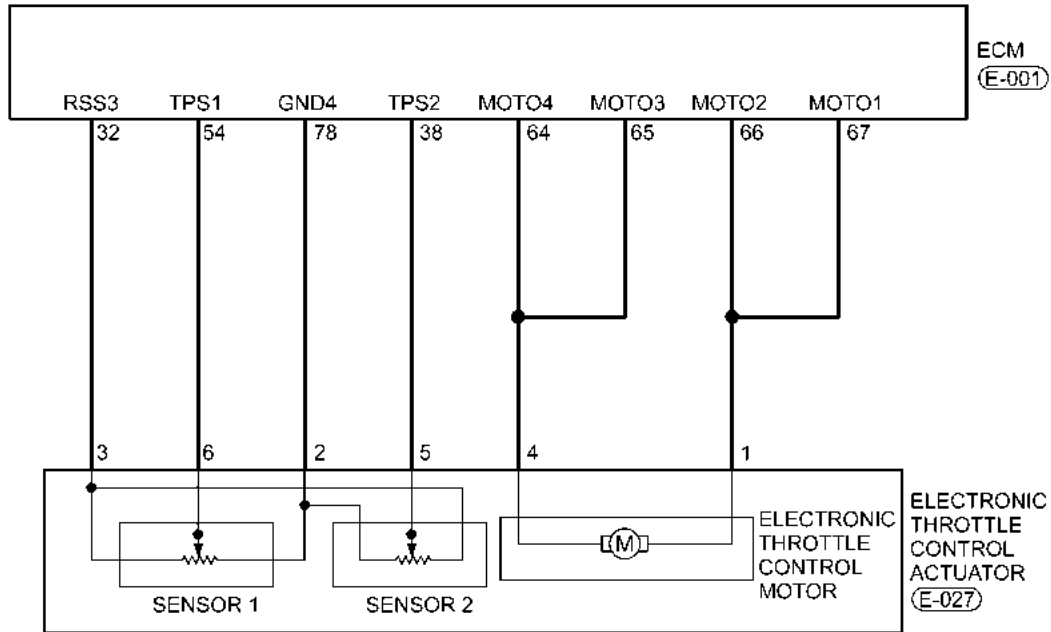 ECM
E-001
RSS3 TPS1 GND4 TPS2 MOTO4 MOTO3 MOTO2 MOTO1
32 54 78 38 64 65 66 67
3 6 2 5 4 1
ELECTRONIC
THROTTLE
CONTROL
MOTOR
M
ELECTRONIC
THROTTLE
CONTROL
ACTUATOR
E-027
SENSOR 1 SENSOR 2